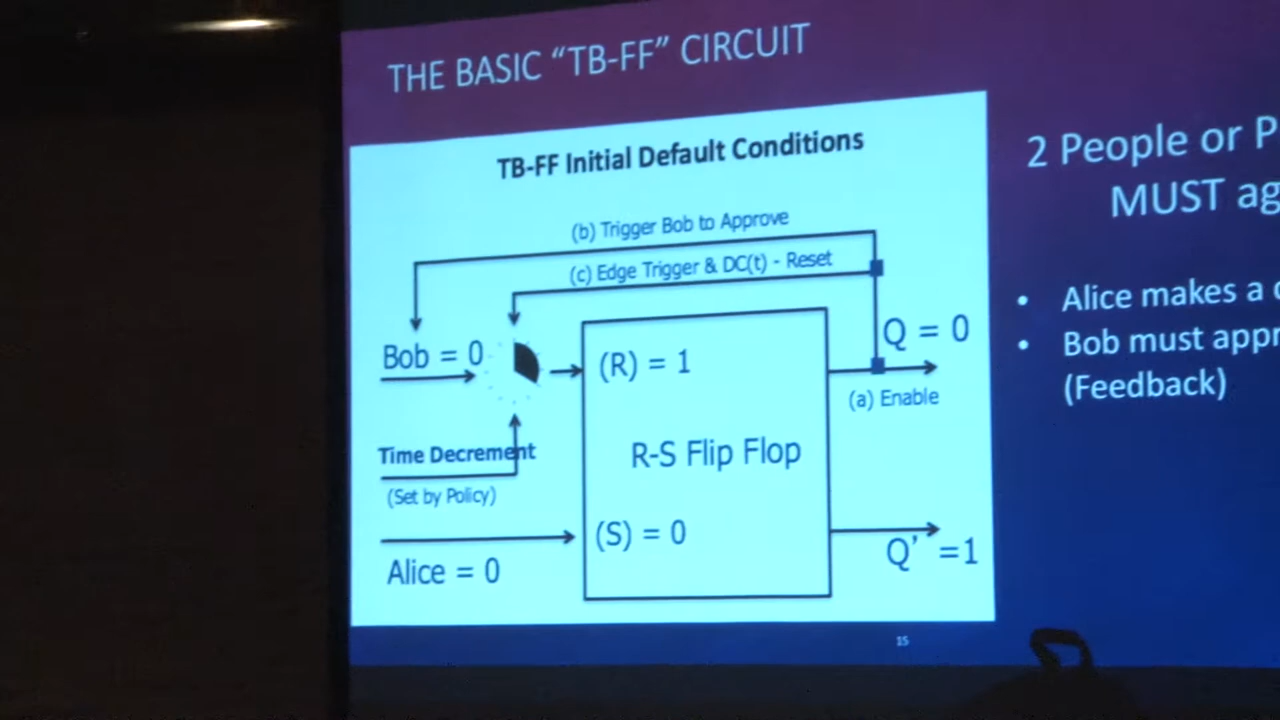 THE BASIC “TB-FF” CIRCUIT
TB-FF Initial Default Conditions
(b) Trigger Bob to Approve
(c) Edge Trigger & DC(t) - Reset
Bob = 0
(R) = 1
Q = 0
(a) Enable
Time Decrement
(Set by Policy)
R-S Flip Flop
(S) = 0
Alice = 0
Q’ =1
2 People or
MUST
• Alice makes a
• Bob must
(Feedback)
15